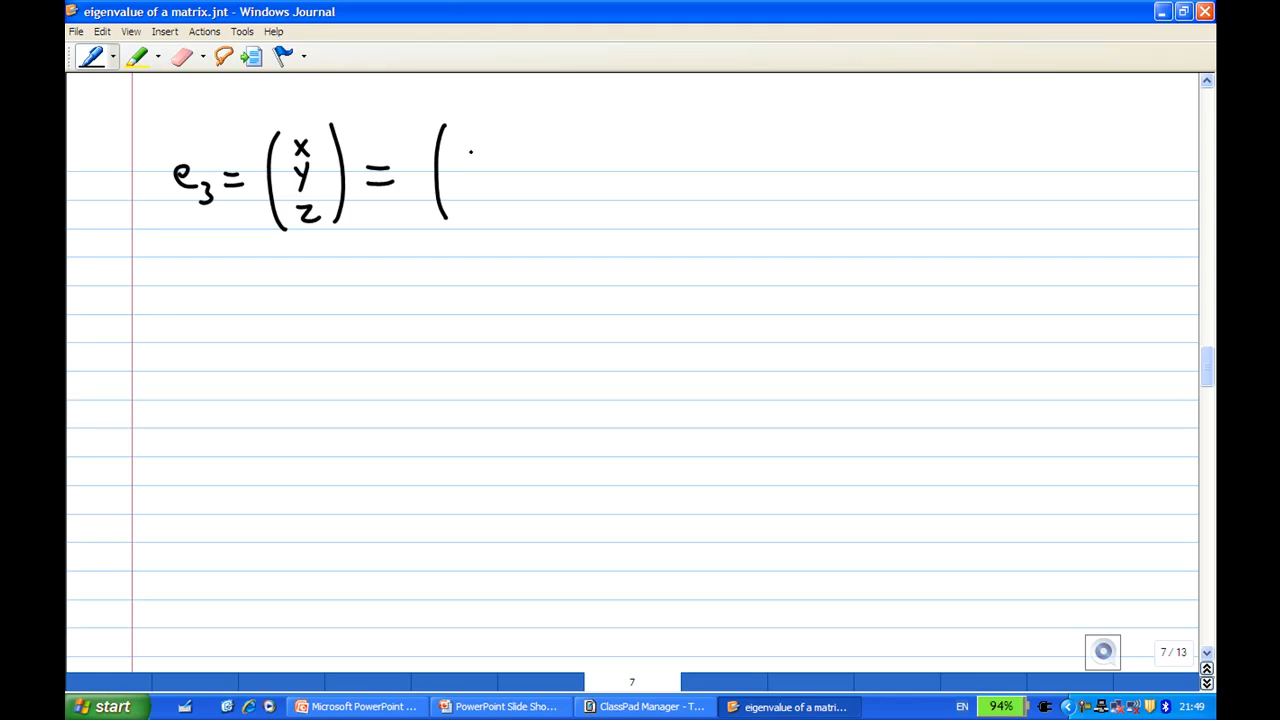 eigenvalue of a matrix.jnt - Windows Journal
File Edit View Insert Actions Tools Help
e₃ = ( x
y
z ) = (
7 / 13
7
start Microsoft PowerPoint ... PowerPoint Slide Sho... ClassPad Manager - T... eigenvalue of a matri... EN 94% 21:49